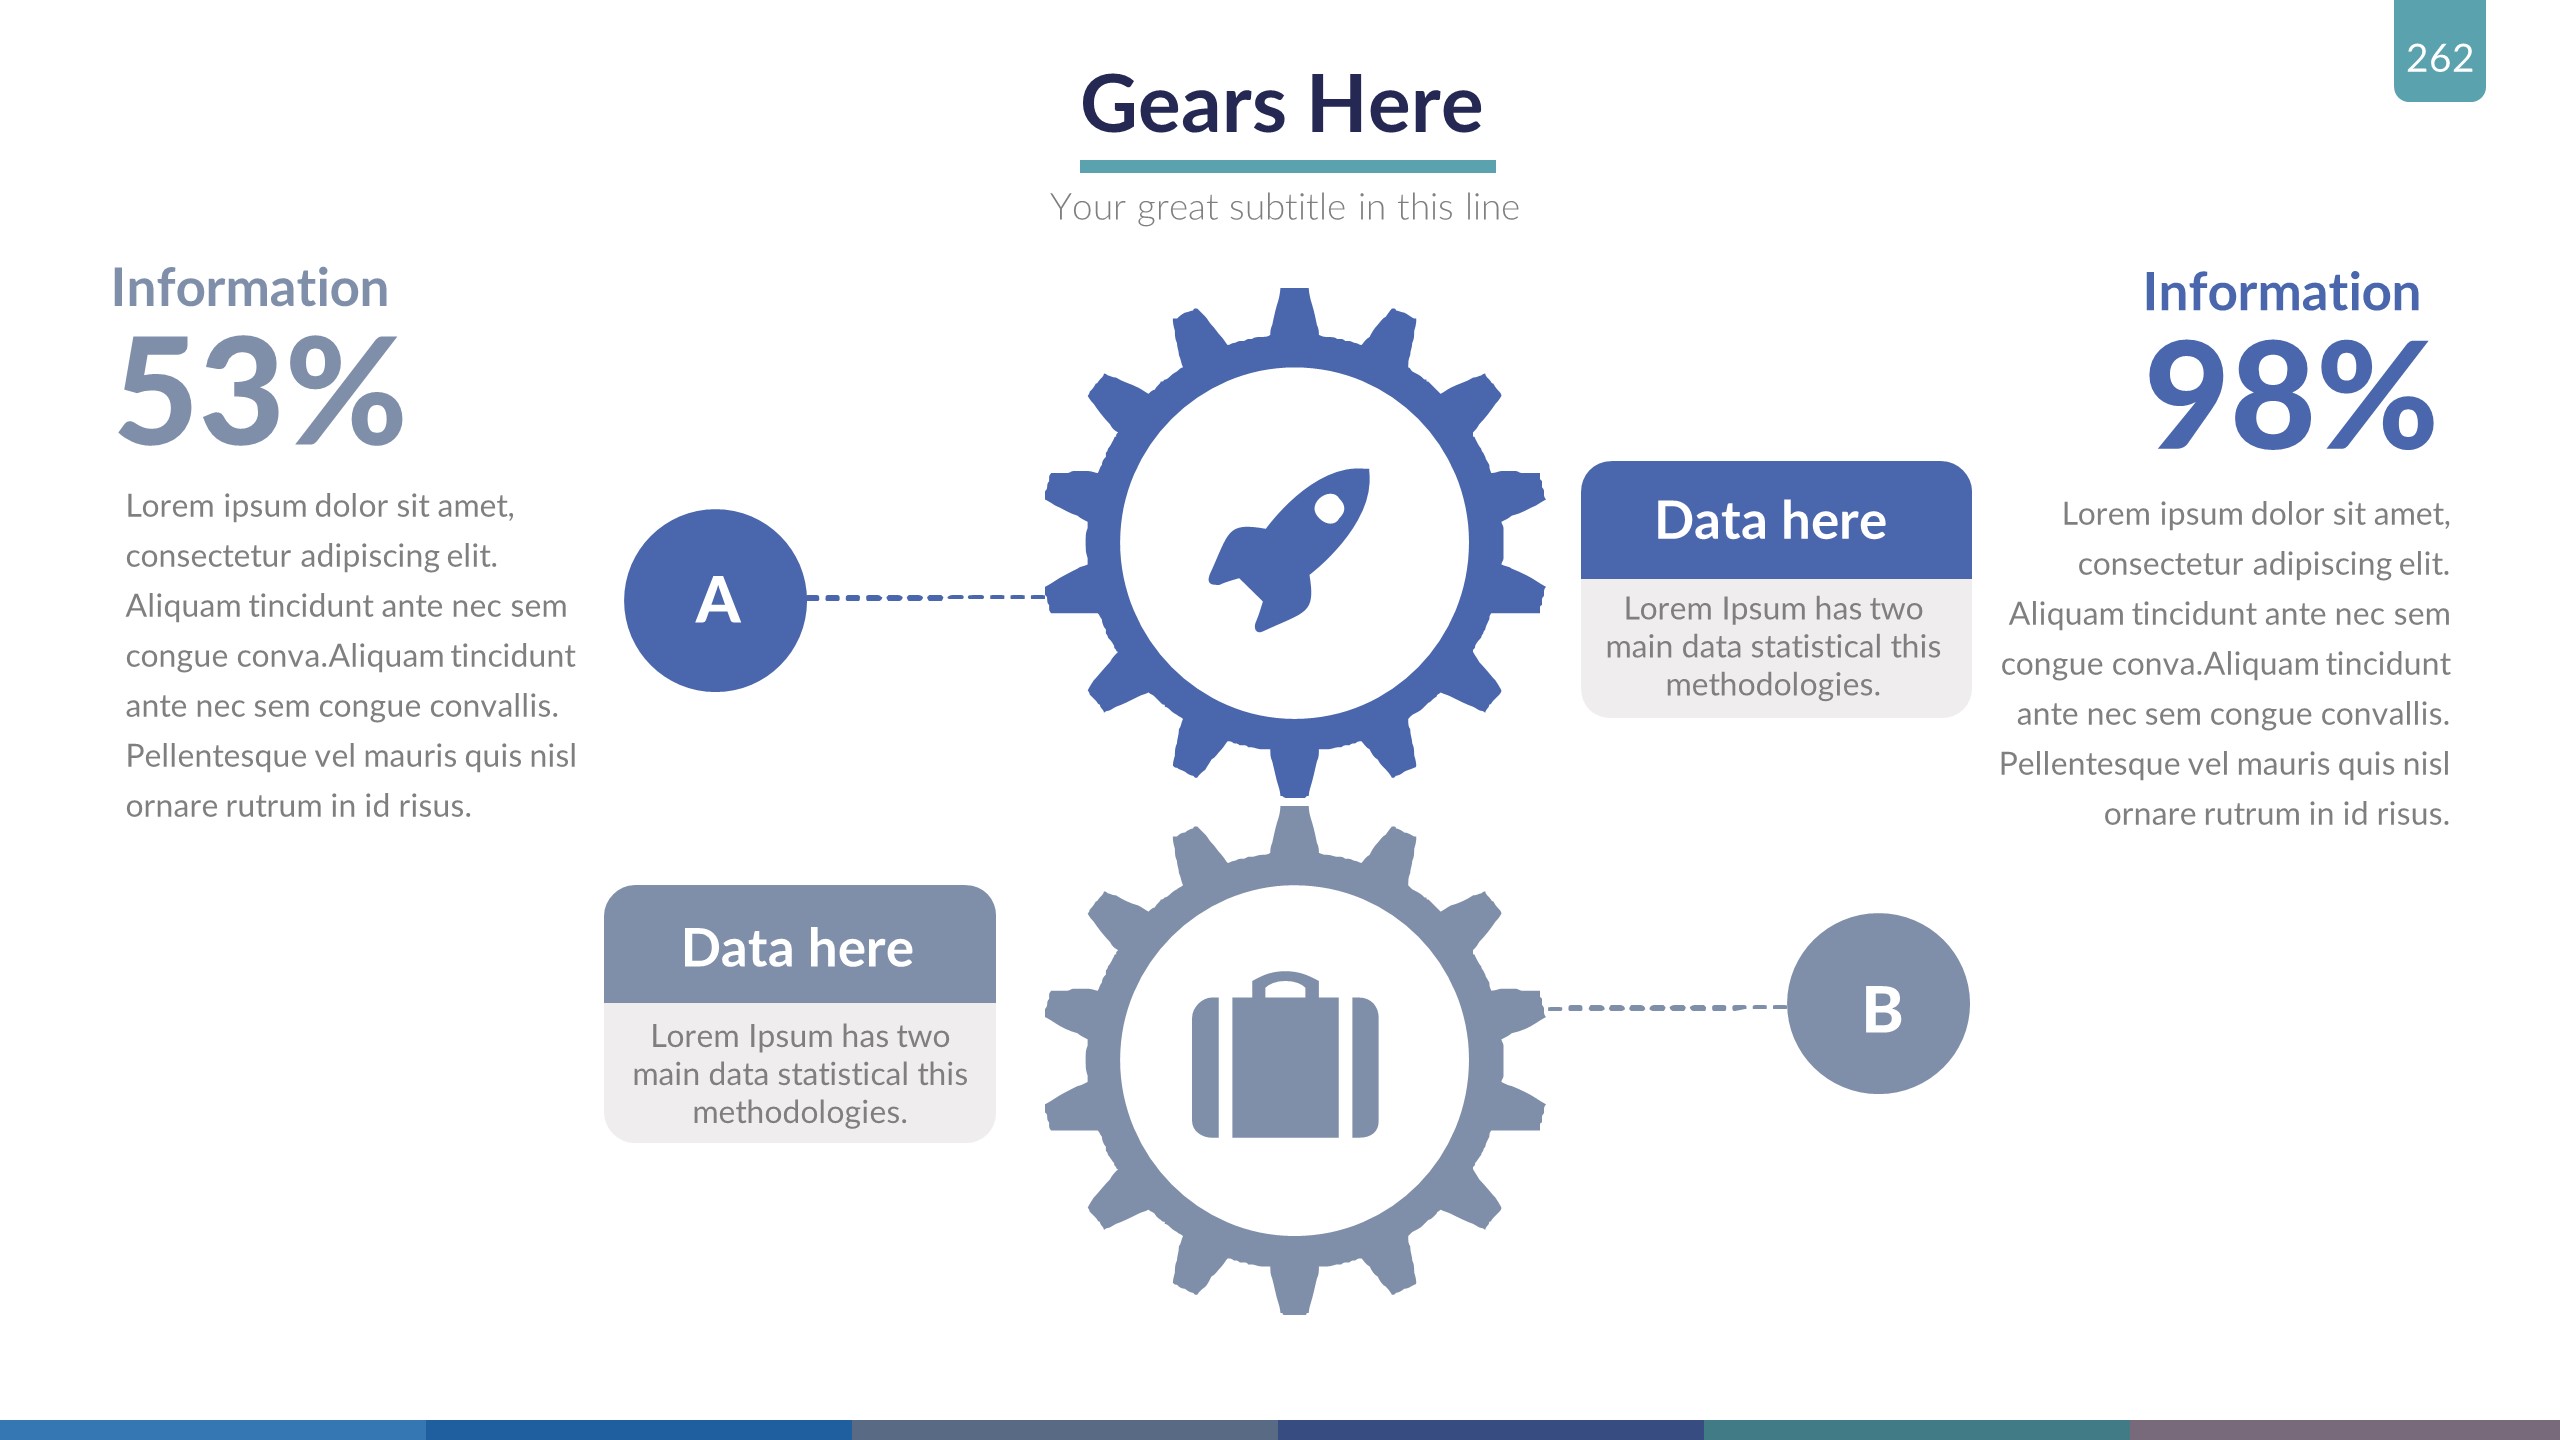 262
Gears Here
Your great subtitle in this line
Information
53%
Lorem ipsum dolor sit amet,
consectetur adipiscing elit.
Aliquam tincidunt ante nec sem
congue conva.Aliquam tincidunt
ante nec sem congue convallis.
Pellentesque vel mauris quis nisl
ornare rutrum in id risus.
A
Data here
Lorem Ipsum has two
main data statistical this
methodologies.
Information
98%
Lorem ipsum dolor sit amet,
consectetur adipiscing elit.
Aliquam tincidunt ante nec sem
congue conva.Aliquam tincidunt
ante nec sem congue convallis.
Pellentesque vel mauris quis nisl
ornare rutrum in id risus.
Data here
Lorem Ipsum has two
main data statistical this
methodologies.
B